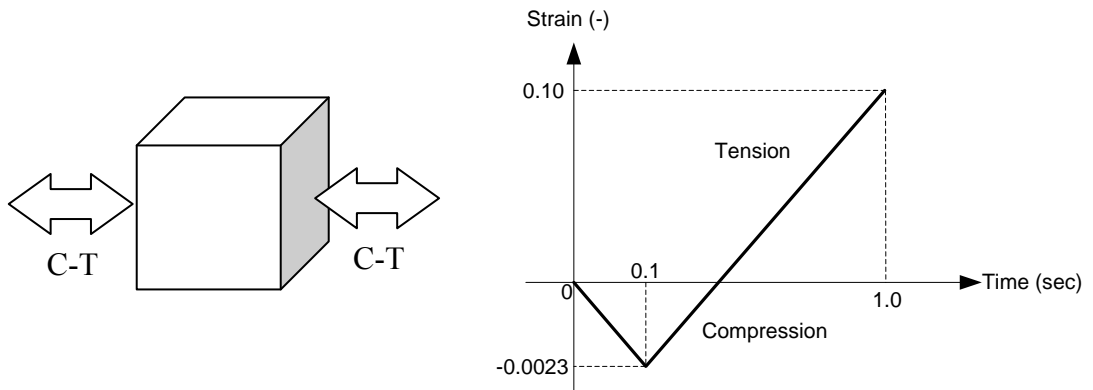 C-T
C-T
Strain (-)
0.10
Tension
0
0.1
1.0
Time (sec)
Compression
-0.0023